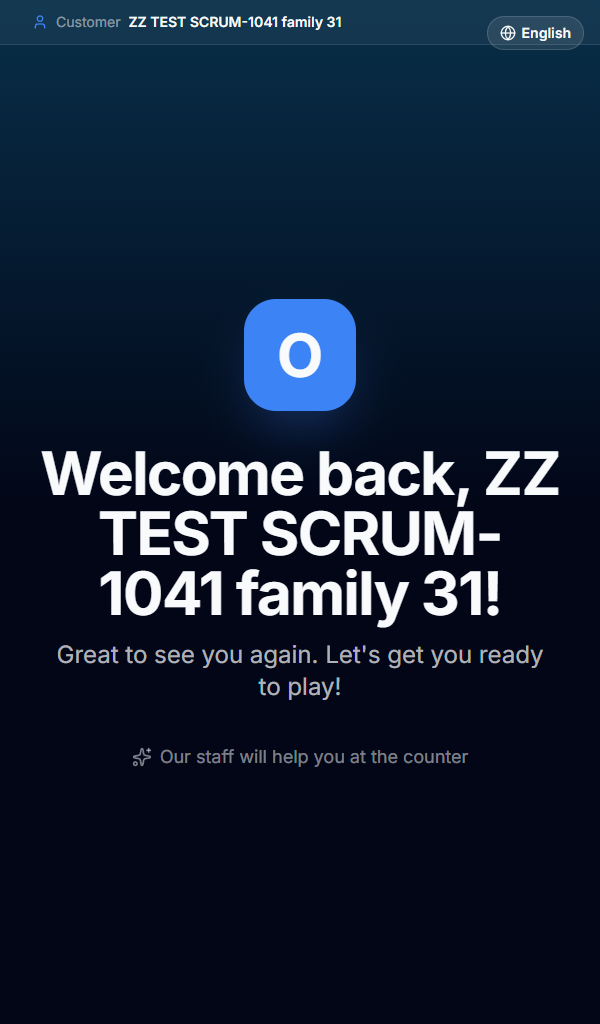 Customer ZZ TEST SCRUM-1041 family 31
English
O
Welcome back, ZZ
TEST SCRUM-
1041 family 31!
Great to see you again. Let's get you ready
to play!
Our staff will help you at the counter